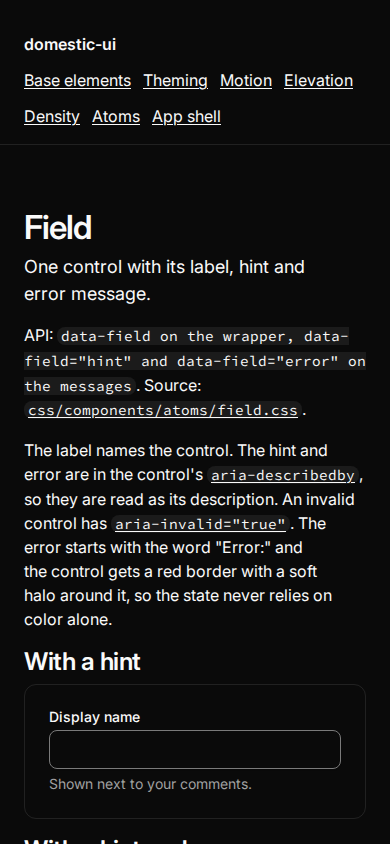 domestic-ui
Base elements Theming Motion Elevation
Density Atoms App shell
Field
One control with its label, hint and
error message.
API: data-field on the wrapper, data-
field="hint" and data-field="error" on
the messages. Source:
css/components/atoms/field.css.
The label names the control. The hint and
error are in the control's aria-describedby,
so they are read as its description. An invalid
control has aria-invalid="true". The
error starts with the word "Error:" and
the control gets a red border with a soft
halo around it, so the state never relies on
color alone.
With a hint
Display name
Shown next to your comments.